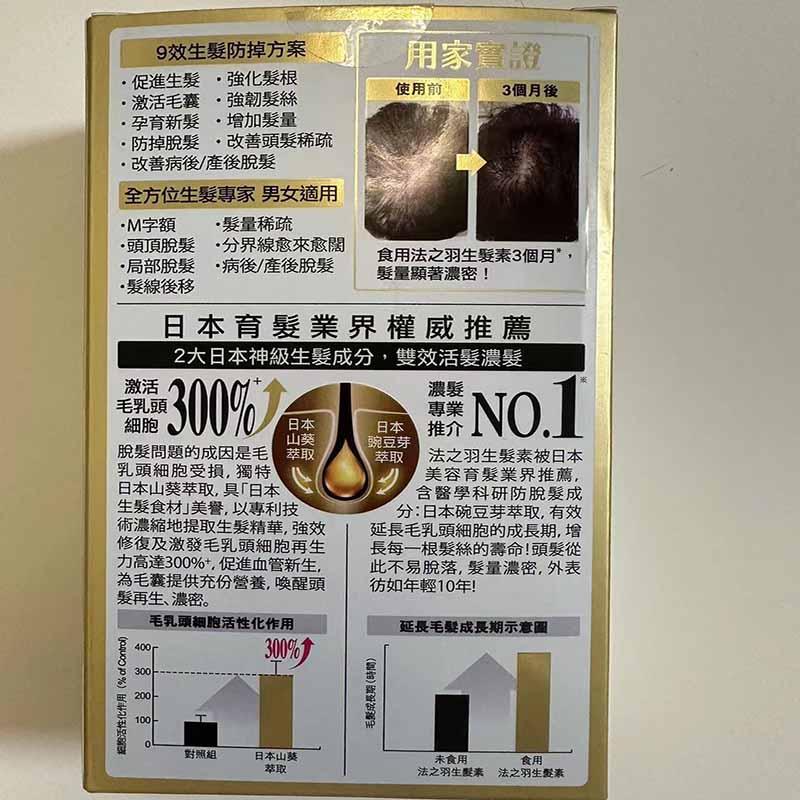 9效生髮防掉方案
・促進生髮 ・強化髮根
・激活毛囊 ・強韌髮絲
・孕育新髮 ・增加髮量
・防掉脫髮 ・改善頭髮稀疏
・改善病後/產後脫髮
全方位生髮專家 男女適用
・M字額 ・髮量稀疏
・頭頂脫髮 ・分界線愈來愈闊
・局部脫髮 ・病後/產後脫髮
・髮線後移
用家實證
使用前 3個月後
食用法之羽生髮素3個月*，
髮量顯著濃密！
日本育髮業界權威推薦
2大日本神級生髮成分，雙效活髮濃髮
激活
毛乳頭
細胞
300%+
日本
山葵
萃取
日本
豌豆芽
萃取
濃髮
專業
推介
NO.1※
脫髮問題的成因是毛
乳頭細胞受損, 獨特
日本山葵萃取, 具「日本
生髮食材」美譽, 以專利技
術濃縮地提取生髮精華, 強效
修復及激發毛乳頭細胞再生
力高達300%+, 促進血管新生,
為毛囊提供充份營養, 喚醒頭
髮再生、濃密。
法之羽生髮素被日本
美容育髮業界推薦,
含醫學科研防脫髮成
分：日本碗豆芽萃取, 有效
延長毛乳頭細胞的成長期, 增
長每一根髮絲的壽命!頭髮從
此不易脫落, 髮量濃密, 外表
彷如年輕10年!
毛乳頭細胞活性化作用
細胞活性化作用 (% of Control)
400
300
200
100
0
300%
對照組
日本山葵
萃取
延長毛髮成長期示意圖
毛髮成長期 (時間)
未食用
法之羽生髮素
食用
法之羽生髮素